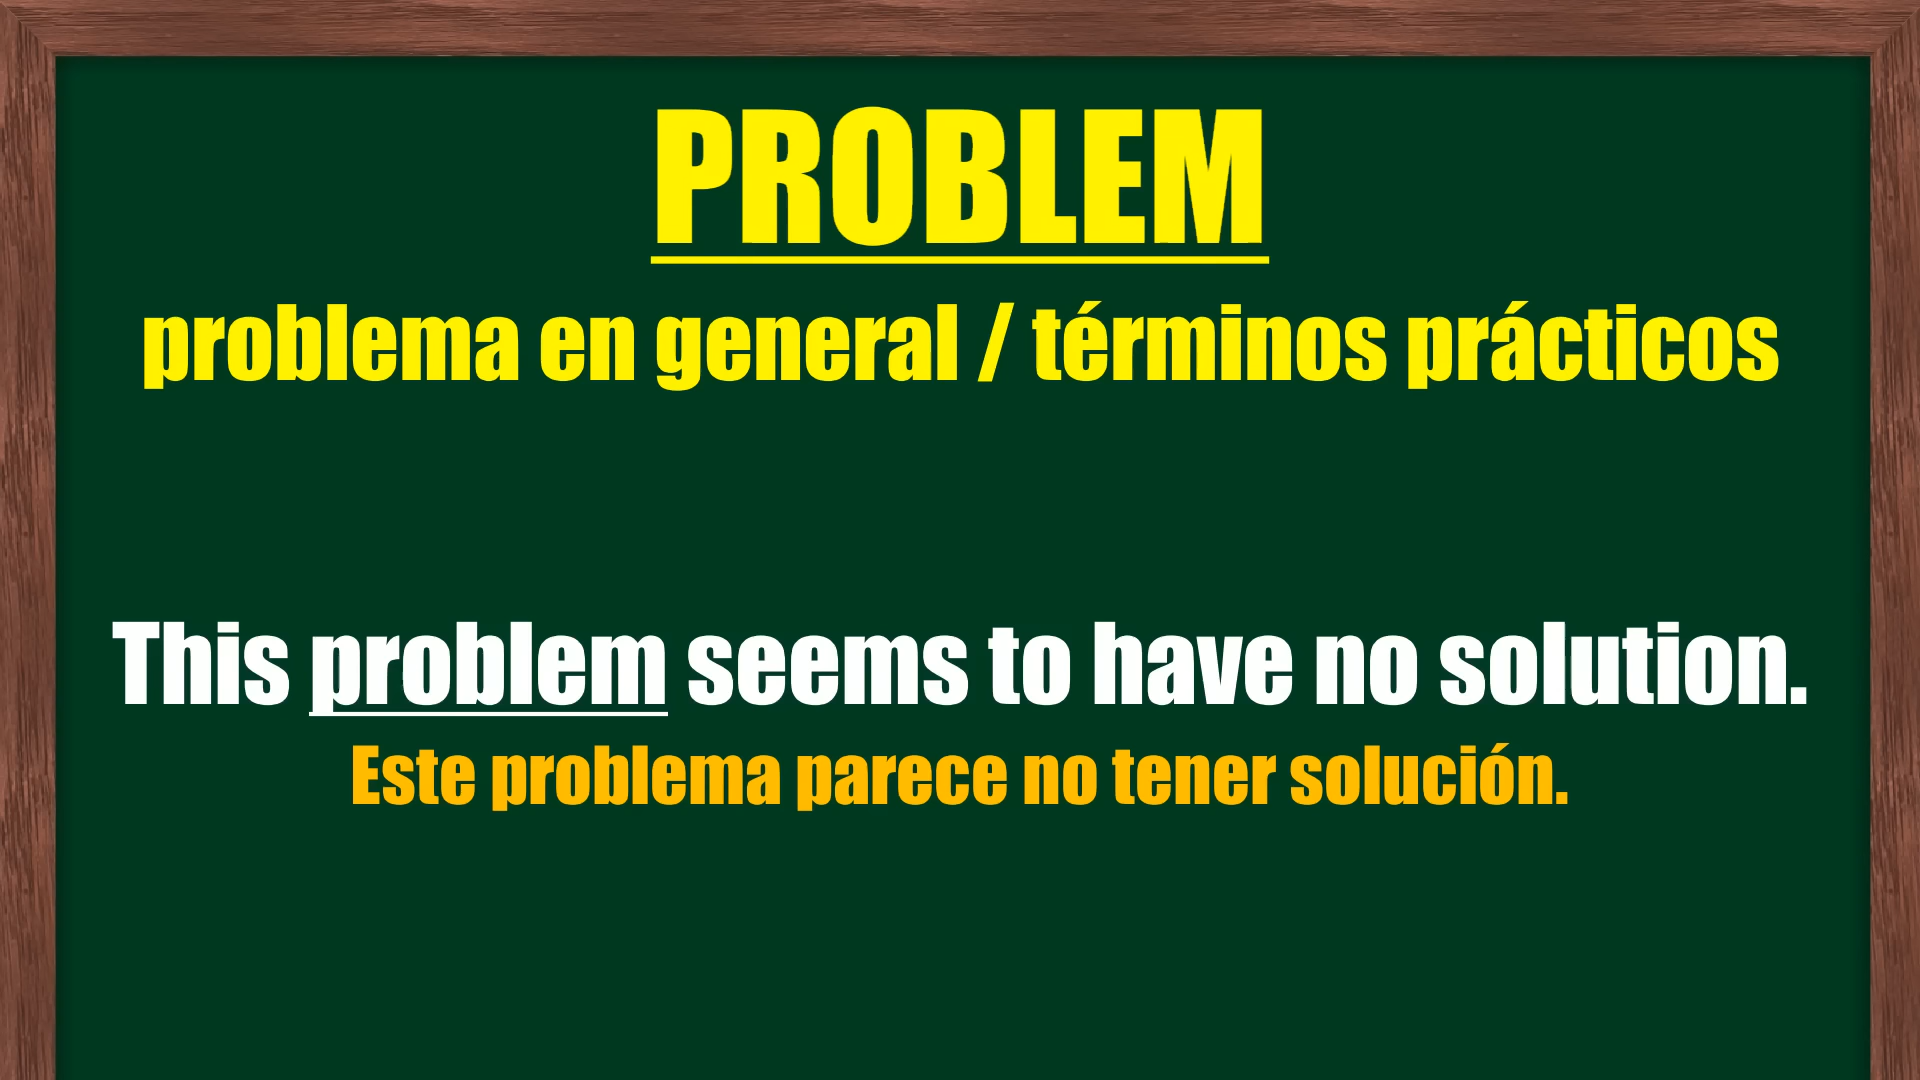 PROBLEM
problema en general / términos prácticos
This problem seems to have no solution.
Este problema parece no tener solución.